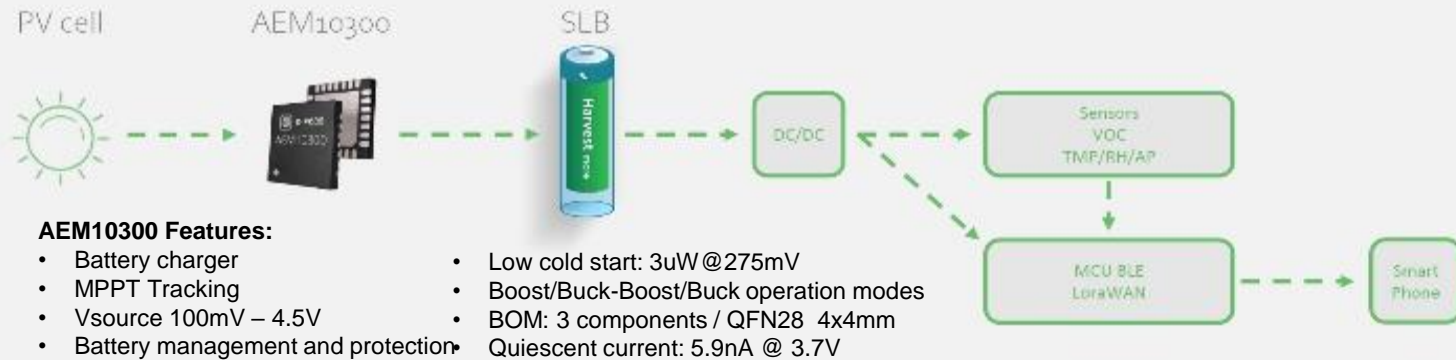 PV cell
AEM10300
SLB
AEM10300
Harvest more
DC/DC
Sensors
VOC
TMP/RH/AP
MCU BLE
LoraWAN
Smart
Phone
AEM10300 Features:
• Battery charger
• MPPT Tracking
• Vsource 100mV – 4.5V
• Battery management and protection
• Low cold start: 3uW@275mV
• Boost/Buck-Boost/Buck operation modes
• BOM: 3 components / QFN28 4x4mm
• Quiescent current: 5.9nA @ 3.7V